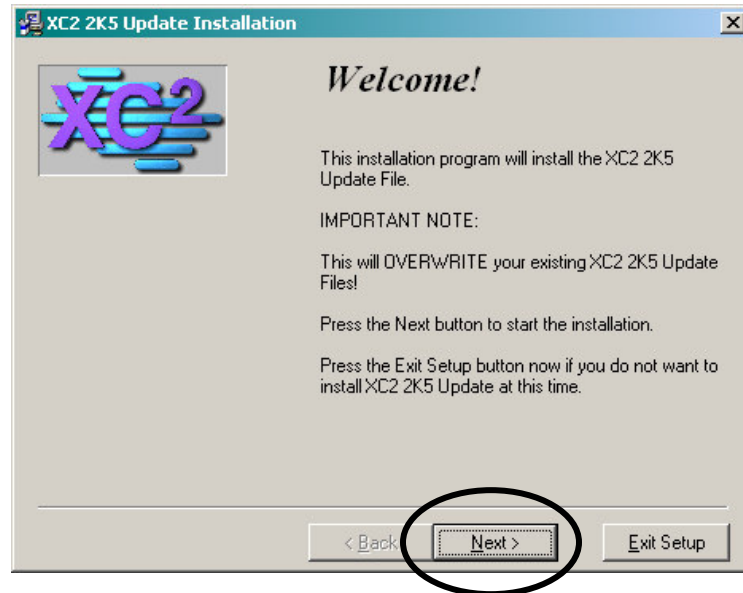 XC2 2K5 Update Installation
XC2
Welcome!
This installation program will install the XC2 2K5
Update File.
IMPORTANT NOTE:
This will OVERWRITE your existing XC2 2K5 Update
Files!
Press the Next button to start the installation.
Press the Exit Setup button now if you do not want to
install XC2 2K5 Update at this time.
< Back
Next >
Exit Setup